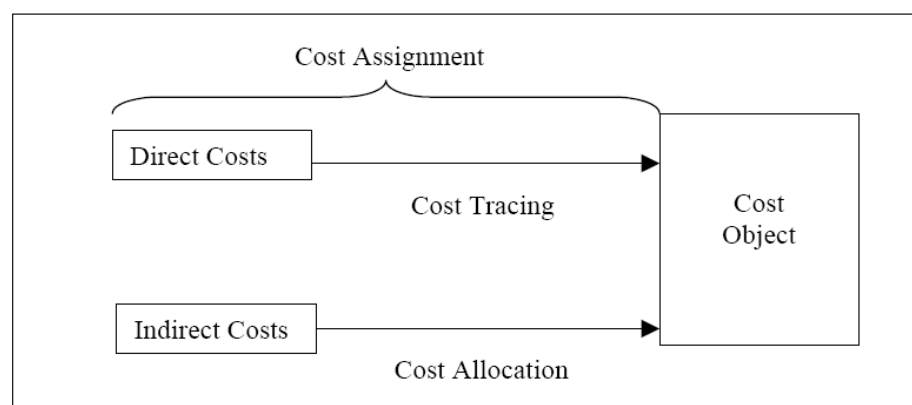 Cost Assignment
Direct Costs
Cost Tracing
Cost
Object
Indirect Costs
Cost Allocation